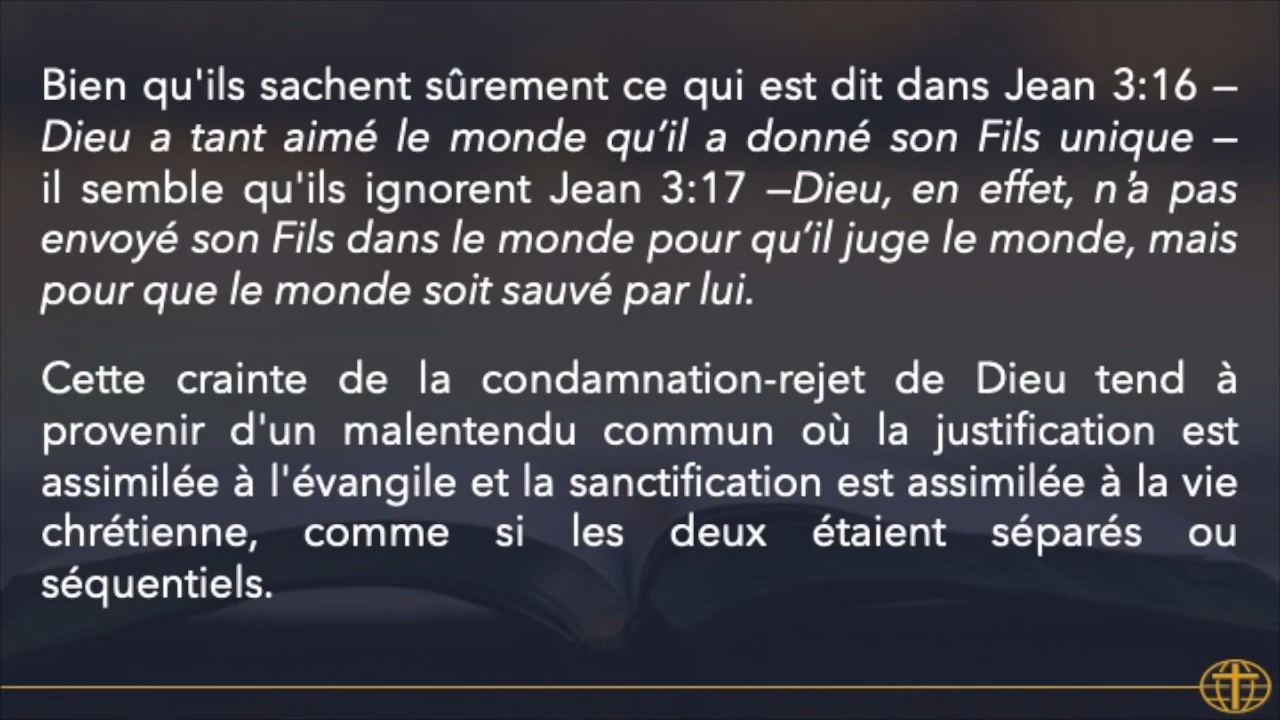 Bien qu'ils sachent sûrement ce qui est dit dans Jean 3:16 –
Dieu a tant aimé le monde qu’il a donné son Fils unique –
il semble qu'ils ignorent Jean 3:17 –Dieu, en effet, n’a pas
envoyé son Fils dans le monde pour qu’il juge le monde, mais
pour que le monde soit sauvé par lui.
Cette crainte de la condamnation-rejet de Dieu tend à
provenir d'un malentendu commun où la justification est
assimilée à l'évangile et la sanctification est assimilée à la vie
chrétienne, comme si les deux étaient séparés ou
séquentiels.